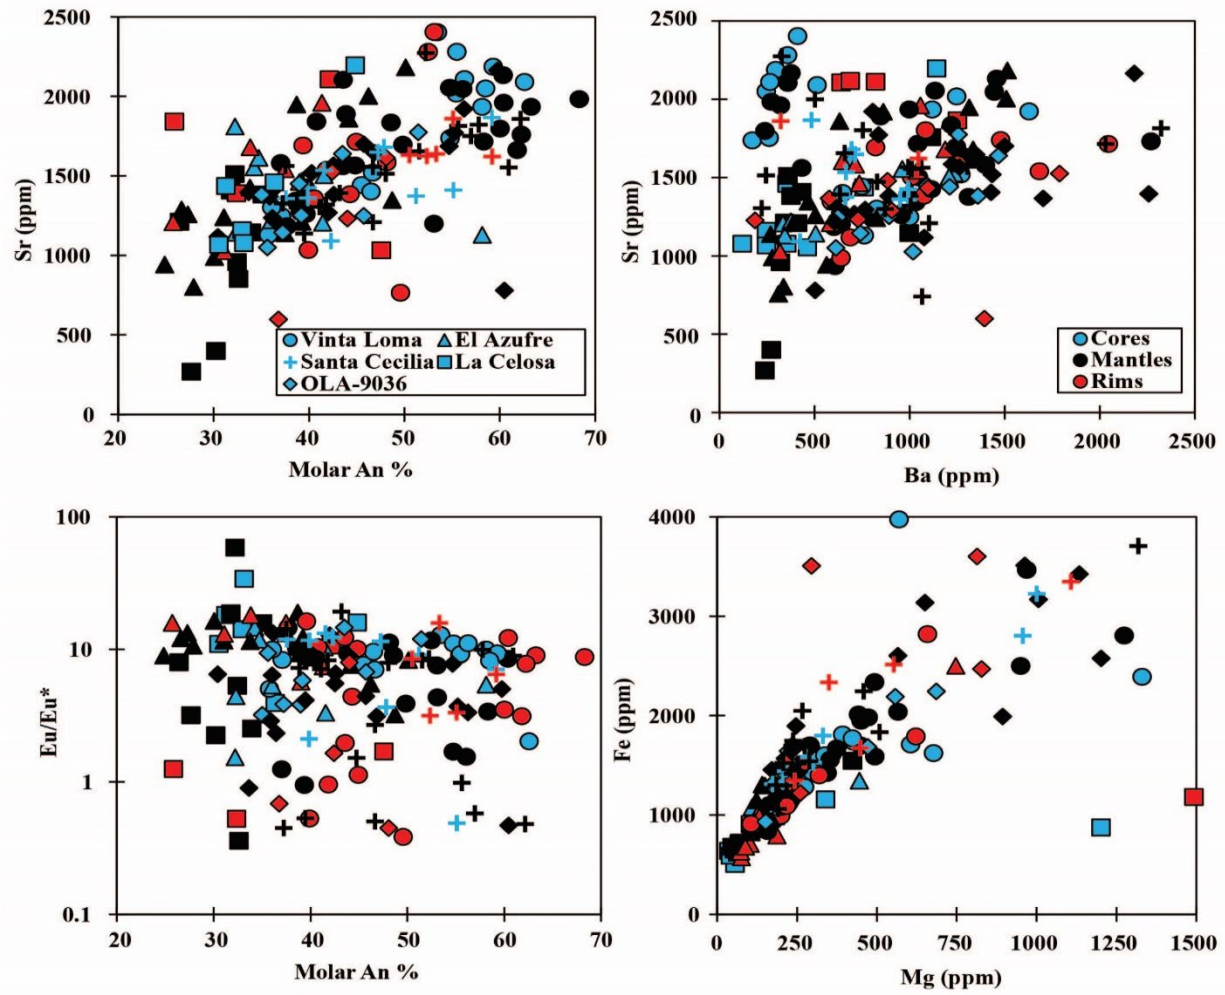 2500
2000
1500
1000
500
0
Sr (ppm)
20 30 40 50 60 70
Molar An %
Vinta Loma El Azufre
Santa Cecilia La Celosa
OLA-9036
2500
2000
1500
1000
500
0
Sr (ppm)
0 500 1000 1500 2000 2500
Ba (ppm)
Cores
Mantles
Rims
100
10
1
0.1
Eu/Eu*
20 30 40 50 60 70
Molar An %
4000
3000
2000
1000
0
Fe (ppm)
0 250 500 750 1000 1250 1500
Mg (ppm)